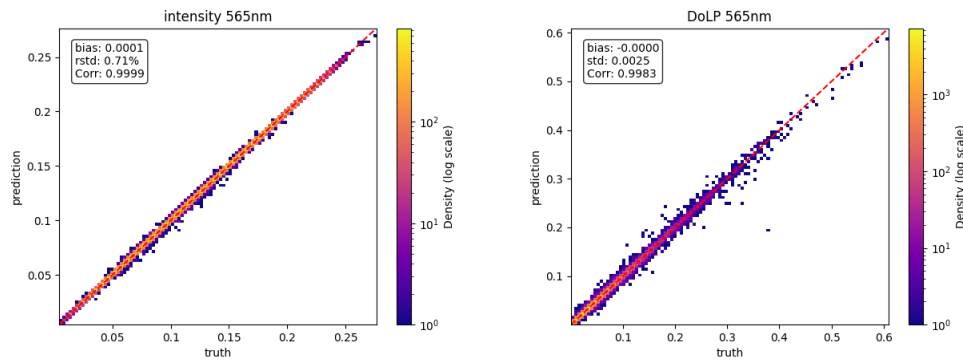 intensity 565nm
bias: 0.0001
rstd: 0.71%
Corr: 0.9999
prediction
0.25
0.2
0.15
0.1
0.05
0.05
0.1
0.15
0.2
0.25
truth
10²
10¹
10⁰
Density (log scale)
DoLP 565nm
bias: -0.0000
std: 0.0025
Corr: 0.9983
prediction
0.6
0.5
0.4
0.3
0.2
0.1
0.1
0.2
0.3
0.4
0.5
0.6
truth
10³
10²
10¹
10⁰
Density (log scale)